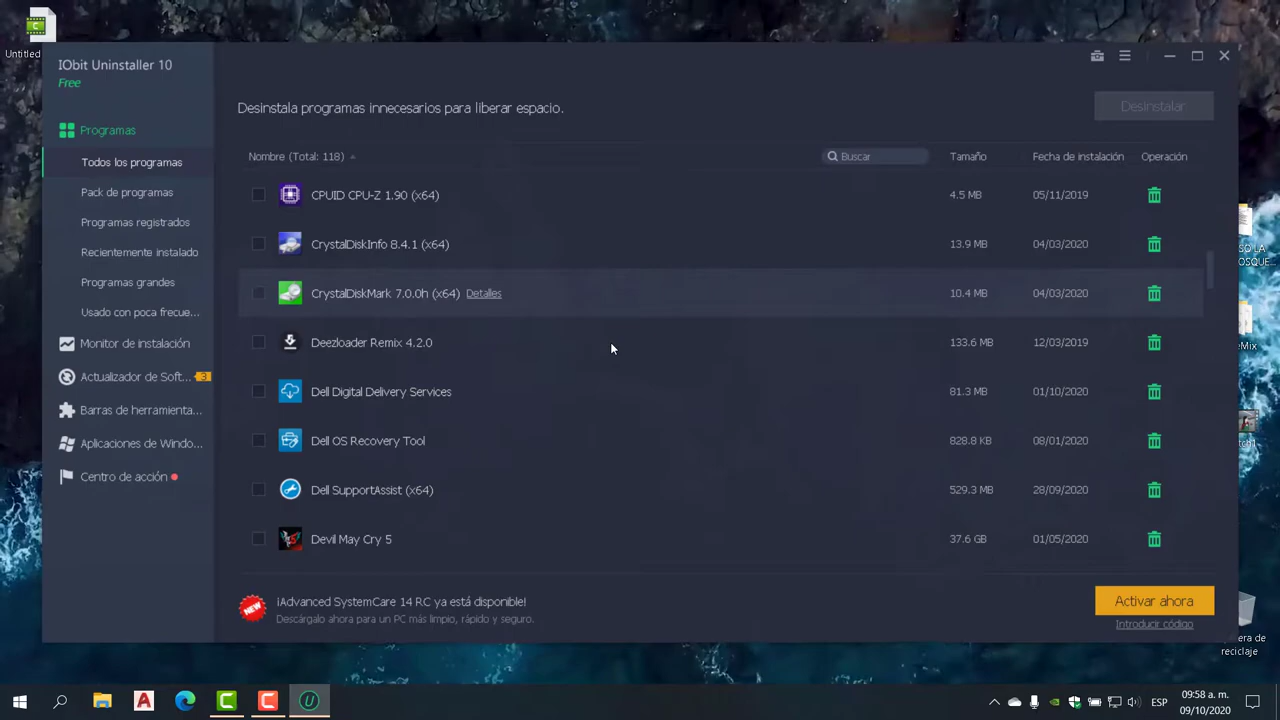 Untitled
IObit Uninstaller 10
Free
Desinstala programas innecesarios para liberar espacio.
Desinstalar
Programas
Todos los programas
Pack de programas
Programas registrados
Recientemente instalado
Programas grandes
Usado con poca frecue...
Monitor de instalación
Actualizador de Soft... 3
Barras de herramienta...
Aplicaciones de Windo...
Centro de acción
Nombre (Total: 118) Buscar Tamaño Fecha de instalación Operación
CPUID CPU-Z 1.90 (x64) 4.5 MB 05/11/2019
CrystalDiskInfo 8.4.1 (x64) 13.9 MB 04/03/2020
CrystalDiskMark 7.0.0h (x64) Detalles 10.4 MB 04/03/2020
Deezloader Remix 4.2.0 133.6 MB 12/03/2019
Dell Digital Delivery Services 81.3 MB 01/10/2020
Dell OS Recovery Tool 828.8 KB 08/01/2020
Dell SupportAssist (x64) 529.3 MB 28/09/2020
Devil May Cry 5 37.6 GB 01/05/2020
NEW
¡Advanced SystemCare 14 RC ya está disponible!
Descárgalo ahora para un PC más limpio, rápido y seguro.
Activar ahora
Introducir código
ESP
09:58 a. m.
09/10/2020